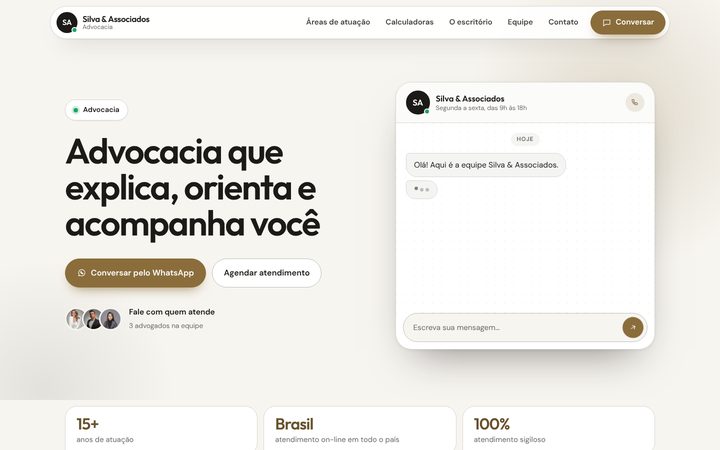 SA
Silva & Associados
Advocacia
Áreas de atuação
Calculadoras
O escritório
Equipe
Contato
Conversar
Advocacia
Advocacia que
explica, orienta e
acompanha você
Conversar pelo WhatsApp
Agendar atendimento
Fale com quem atende
3 advogados na equipe
SA
Silva & Associados
Segunda a sexta, das 9h às 18h
HOJE
Olá! Aqui é a equipe Silva & Associados.
Escreva sua mensagem...
15+
anos de atuação
Brasil
atendimento on-line em todo o país
100%
atendimento sigiloso